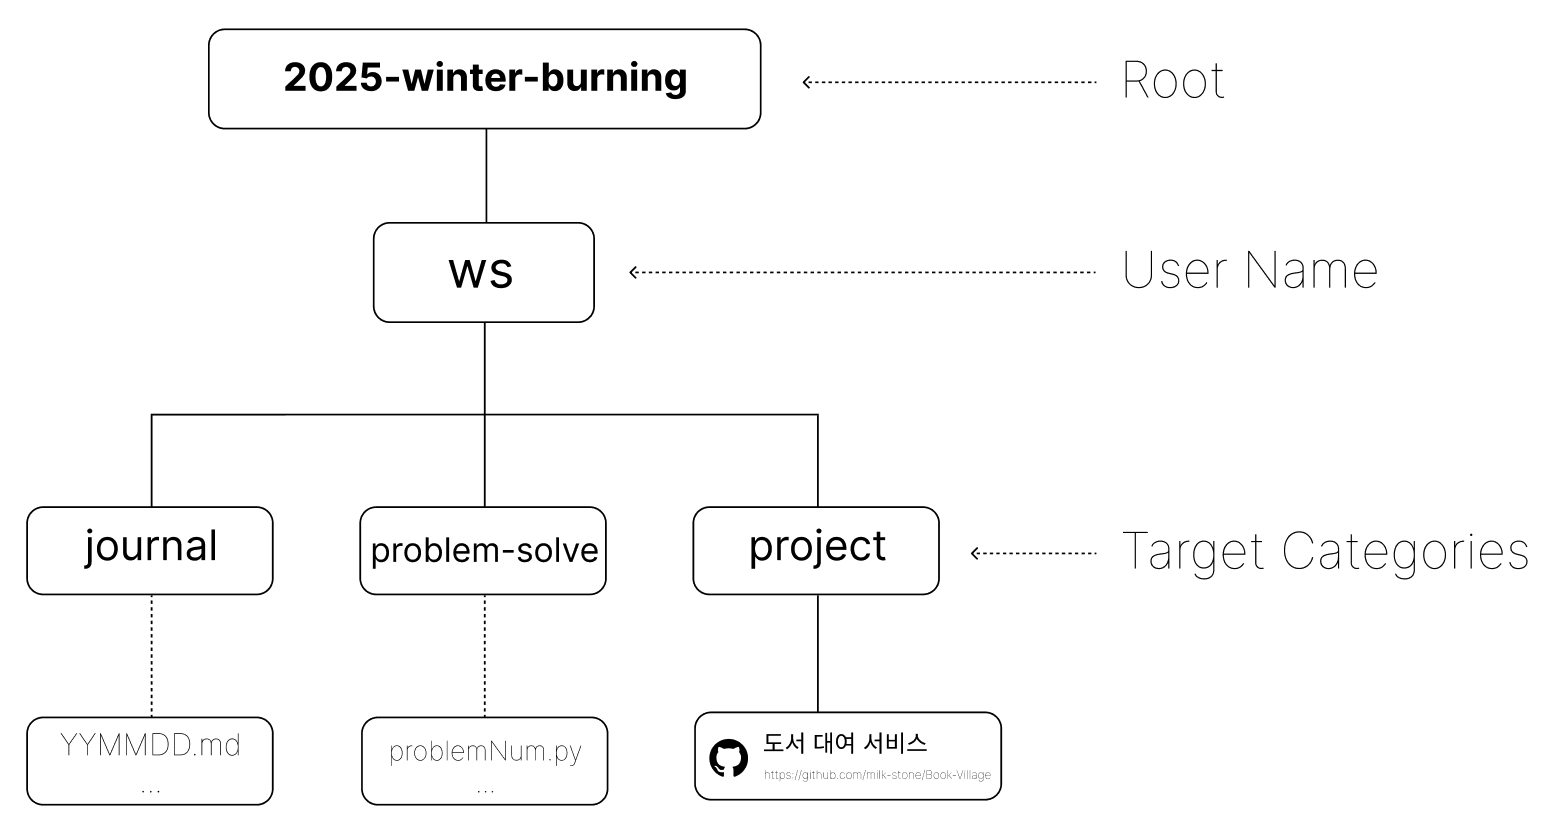 2025-winter-burning
Root
ws
User Name
journal
problem-solve
project
Target Categories
YYMMDD.md
...
problemNum.py
...
도서 대여 서비스
https://github.com/milk-stone/Book-Village